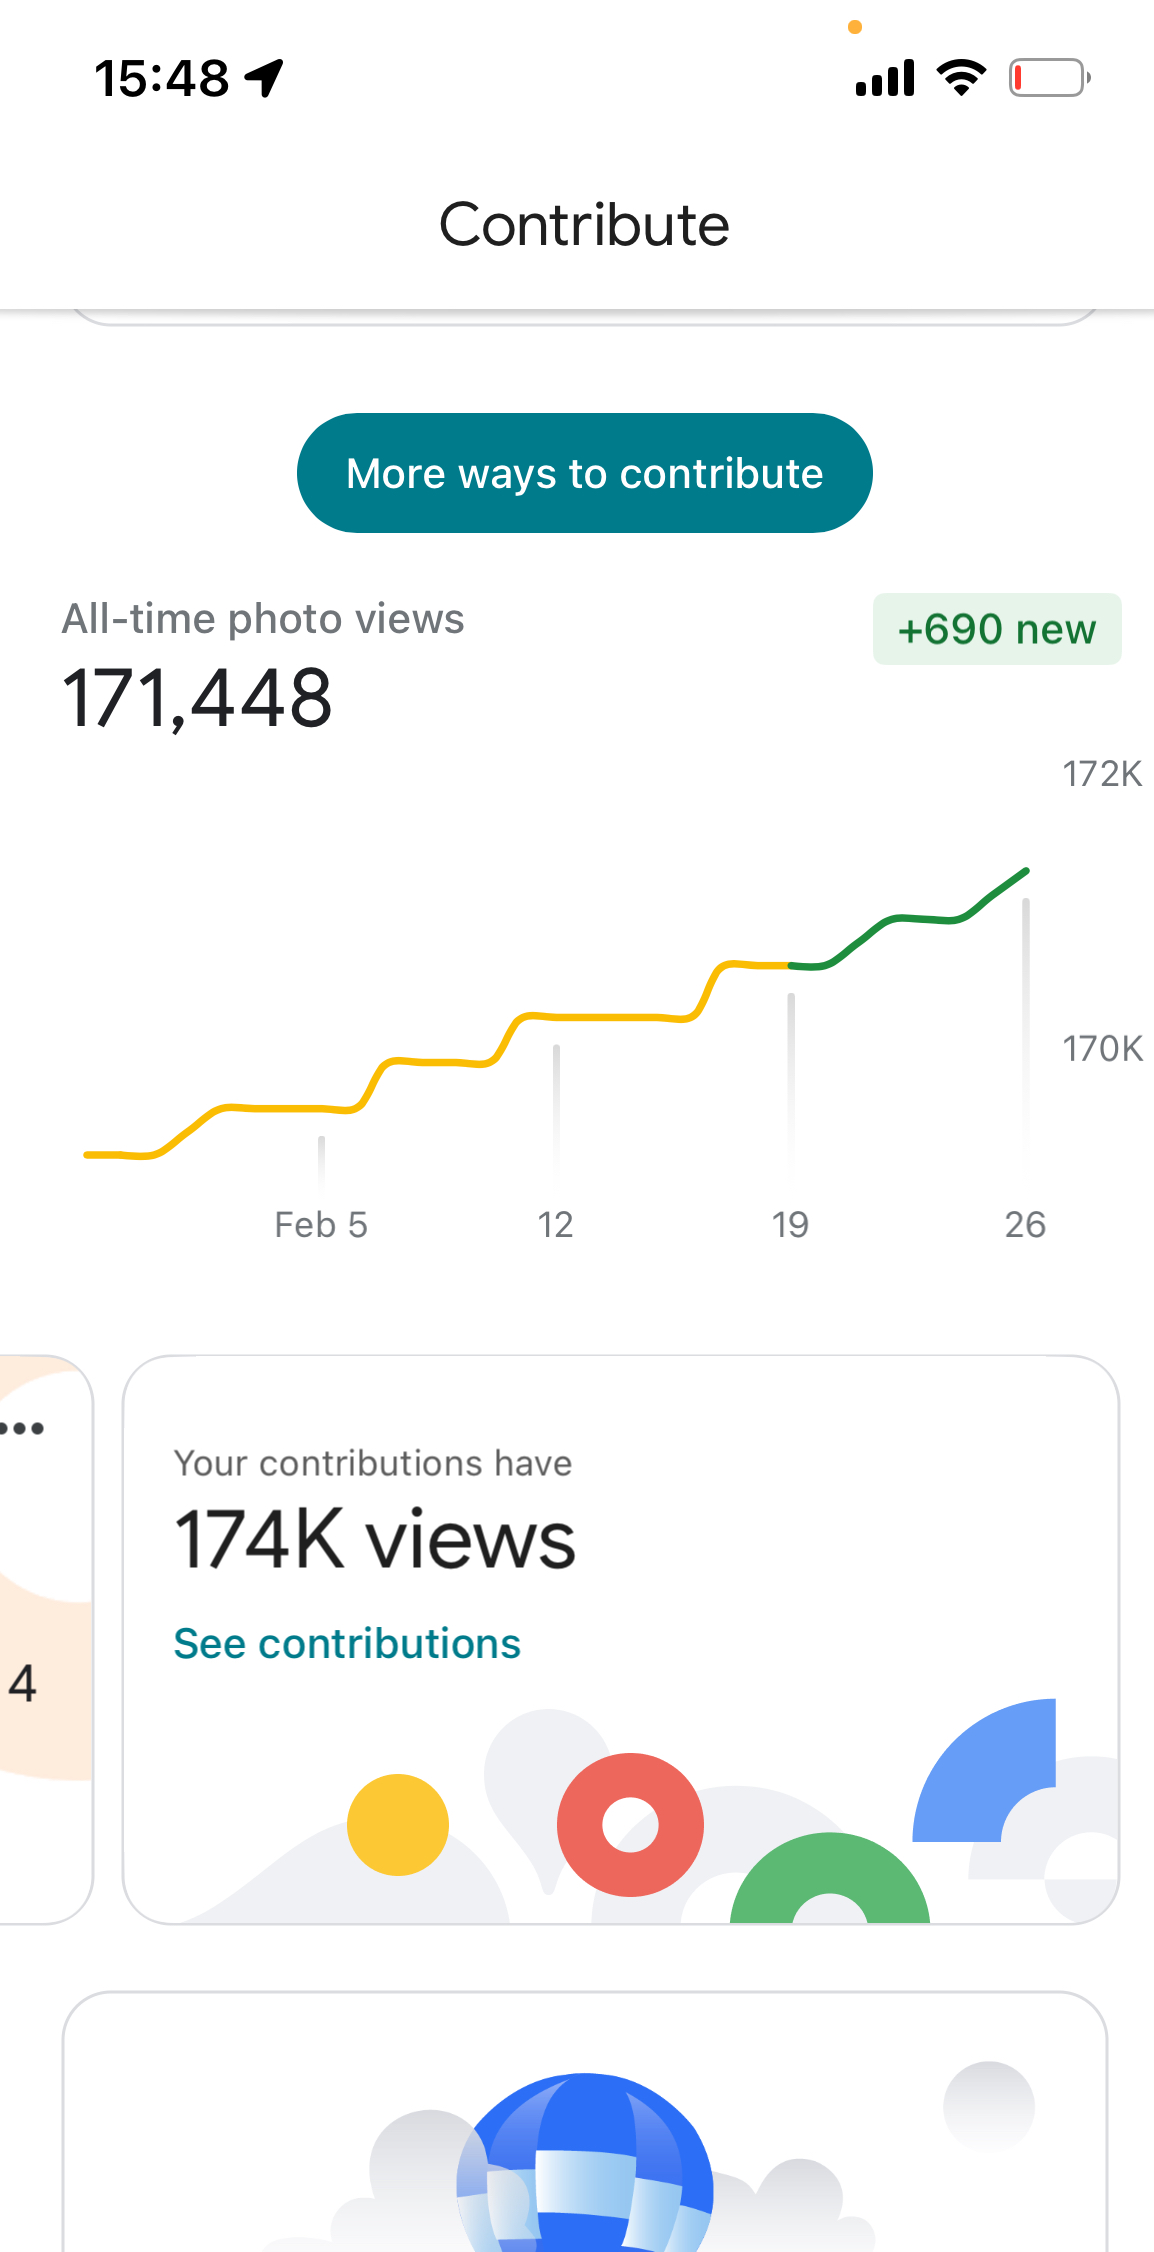 15:48
Contribute
More ways to contribute
All-time photo views
+690 new
171,448
172K
170K
Feb 5
12
19
26
4
Your contributions have
174K views
See contributions